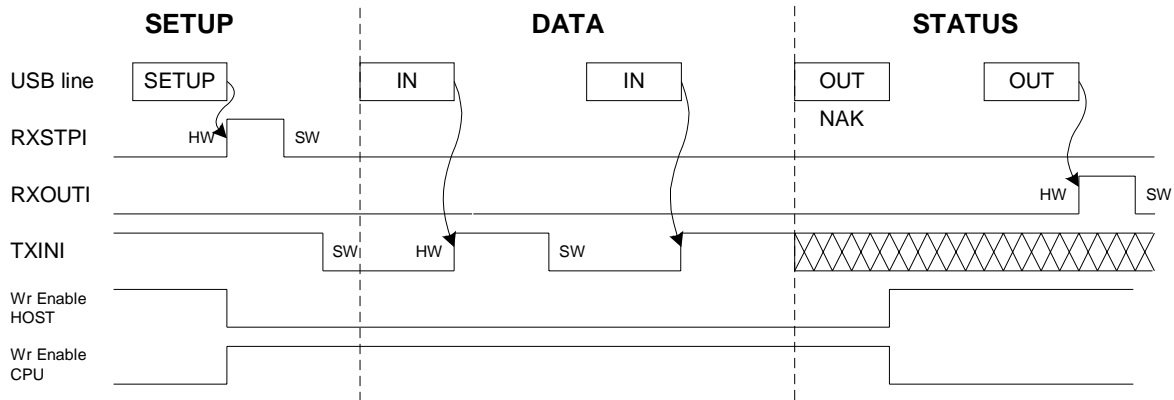 SETUP DATA STATUS
USB line SETUP IN IN OUT OUT
NAK
RXSTPI HW SW
RXOUTI HW SW
TXINI SW HW SW
Wr Enable
HOST
Wr Enable
CPU